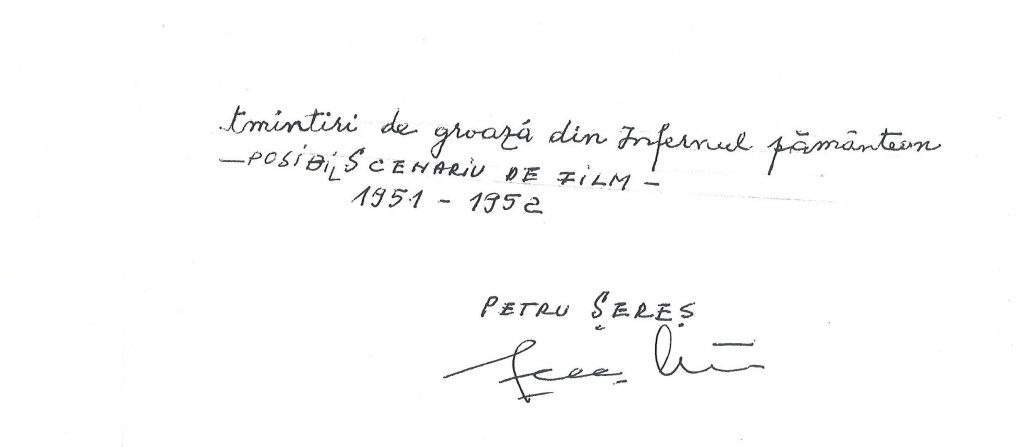 Amintiri de groază din Infernul pământean
—POSIBIL SCENARIU DE FILM—
1951 - 1952
PETRU ȘEREȘ